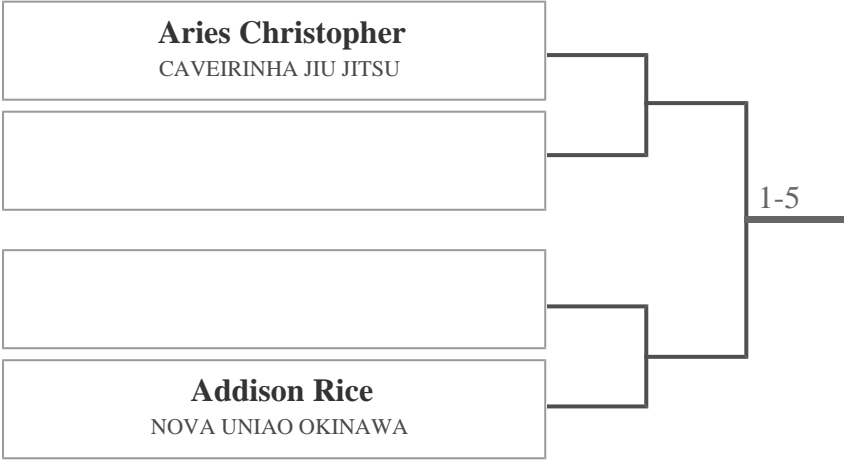 Aries Christopher
CAVEIRINHA JIU JITSU
1-5
Addison Rice
NOVA UNIAO OKINAWA